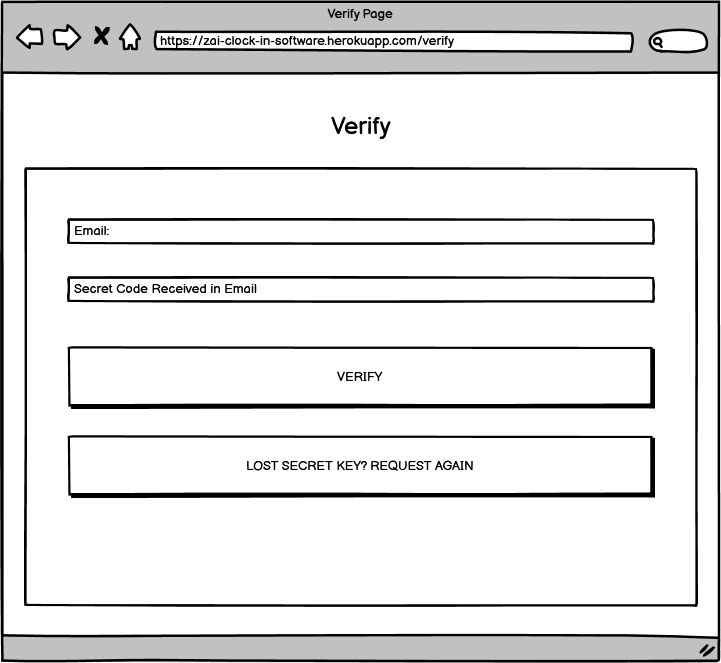 Verify Page
https://zai-clock-in-software.herokuapp.com/verify
Verify
Email:
Secret Code Received in Email
VERIFY
LOST SECRET KEY? REQUEST AGAIN